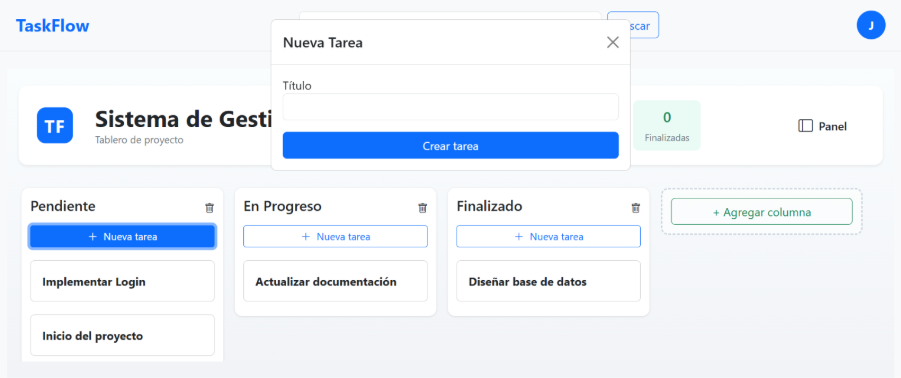 TaskFlow
scar
J
Nueva Tarea
Título
Crear tarea
TF
Sistema de Gesti
Tablero de proyecto
0
Finalizadas
Panel
Pendiente
+ Nueva tarea
Implementar Login
Inicio del proyecto
En Progreso
+ Nueva tarea
Actualizar documentación
Finalizado
+ Nueva tarea
Diseñar base de datos
+ Agregar columna